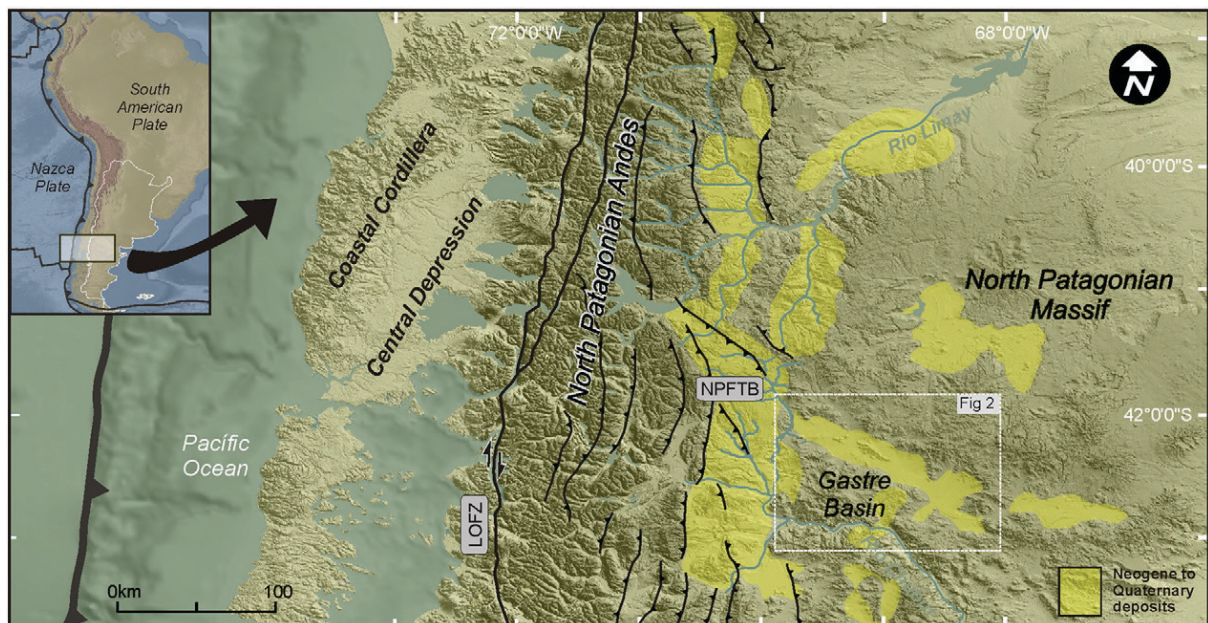 South
American
Plate
Nazca
Plate
72°0'0"W
68°0'0"W
N
Río Limay
40°0'0"S
Coastal Cordillera
Central Depression
North Patagonian Andes
North Patagonian
Massif
NPFTB
Fig 2
42°0'0"S
Pacífic
Ocean
Gastre
Basin
LOFZ
0km
100
Neogene to
Quaternary
deposits